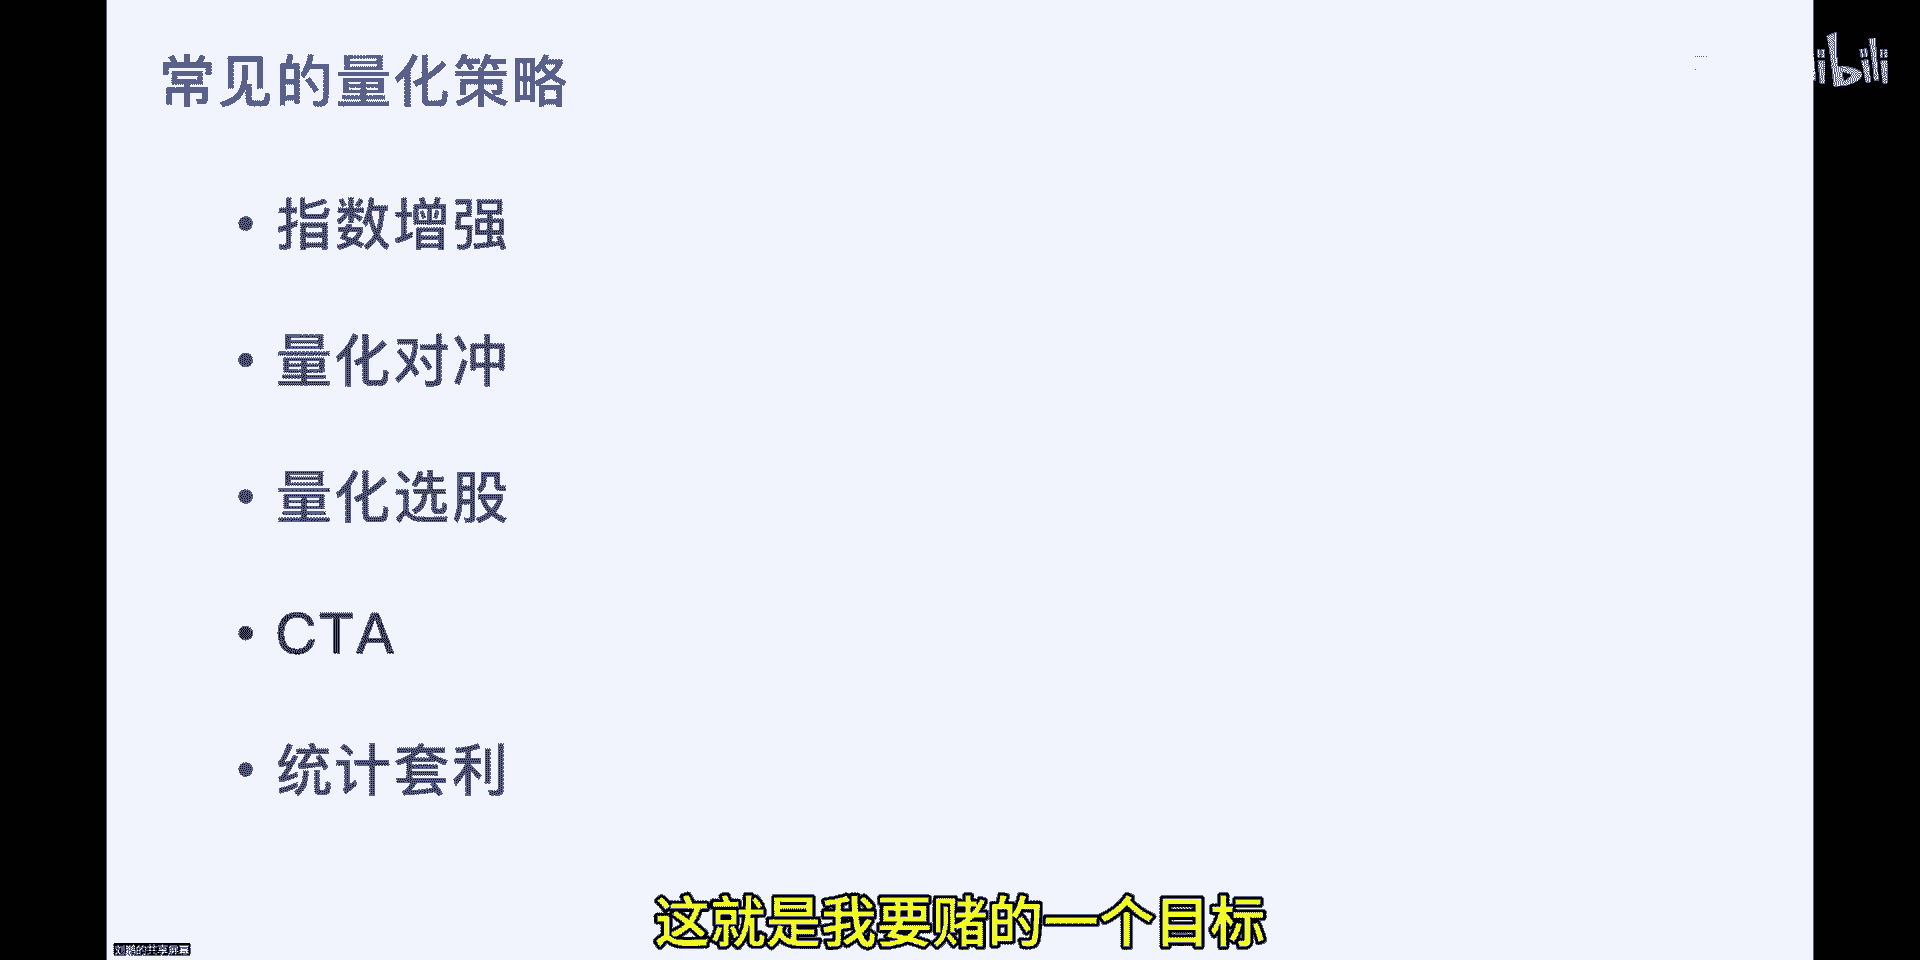 常见的量化策略
ibili
• 指数增强
• 量化对冲
• 量化选股
• CTA
• 统计套利
这就是我要赌的一个目标
刘鹏的共享屏幕